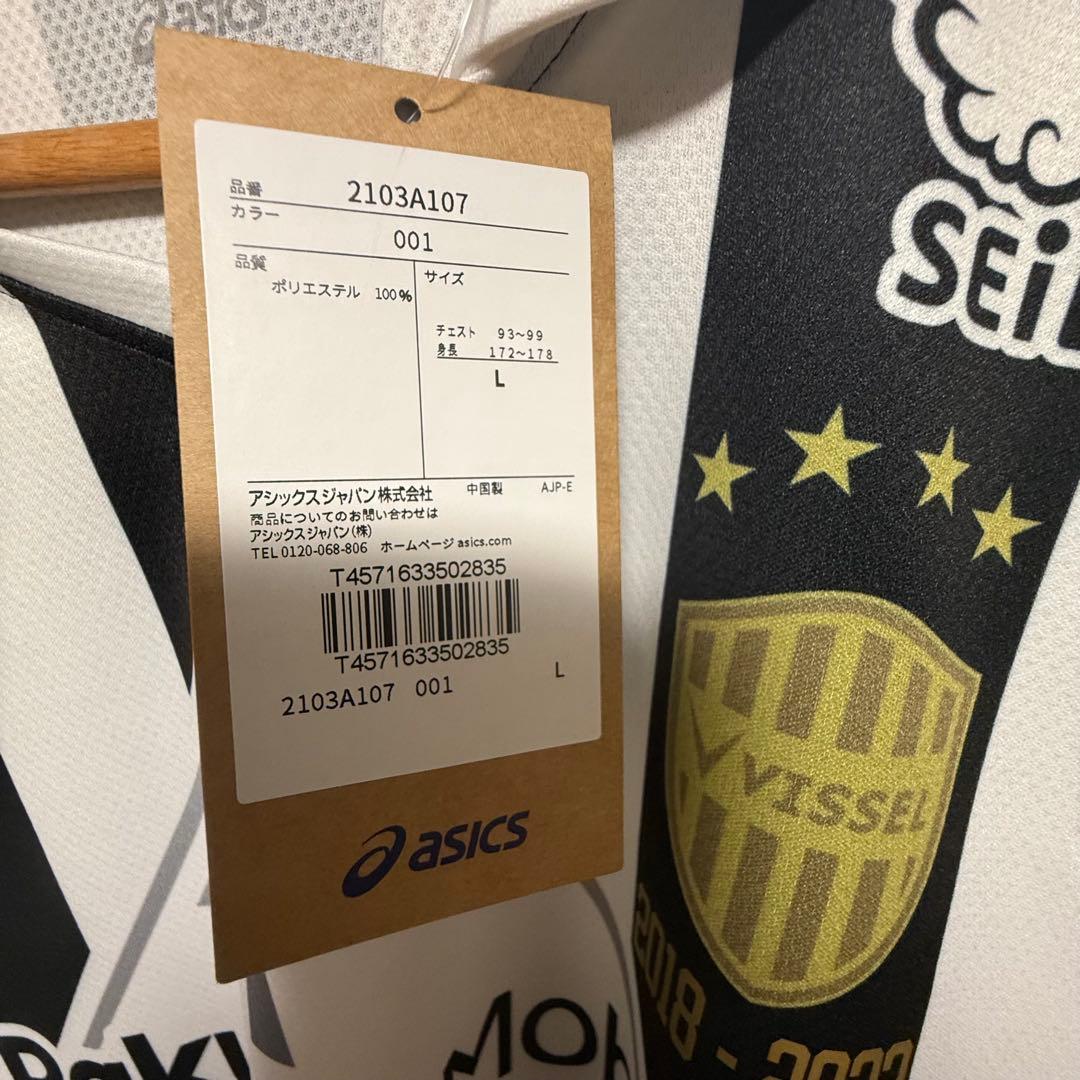 asics
品番 2103A107
カラー 001
品質
ポリエステル 100%
サイズ
チェスト 93~99
身長 172~178
L
アシックスジャパン株式会社 中国製 AJP-E
商品についてのお問い合わせは
アシックスジャパン(株)
TEL 0120-068-806 ホームページ asics.com
T4571633502835
T4571633502835
2103A107 001 L
asics
VISSEL
2018 -